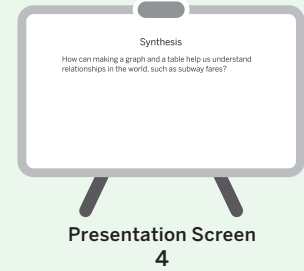 Synthesis
How can making a graph and a table help us understand
relationships in the world, such as subway fares?
Presentation Screen
4